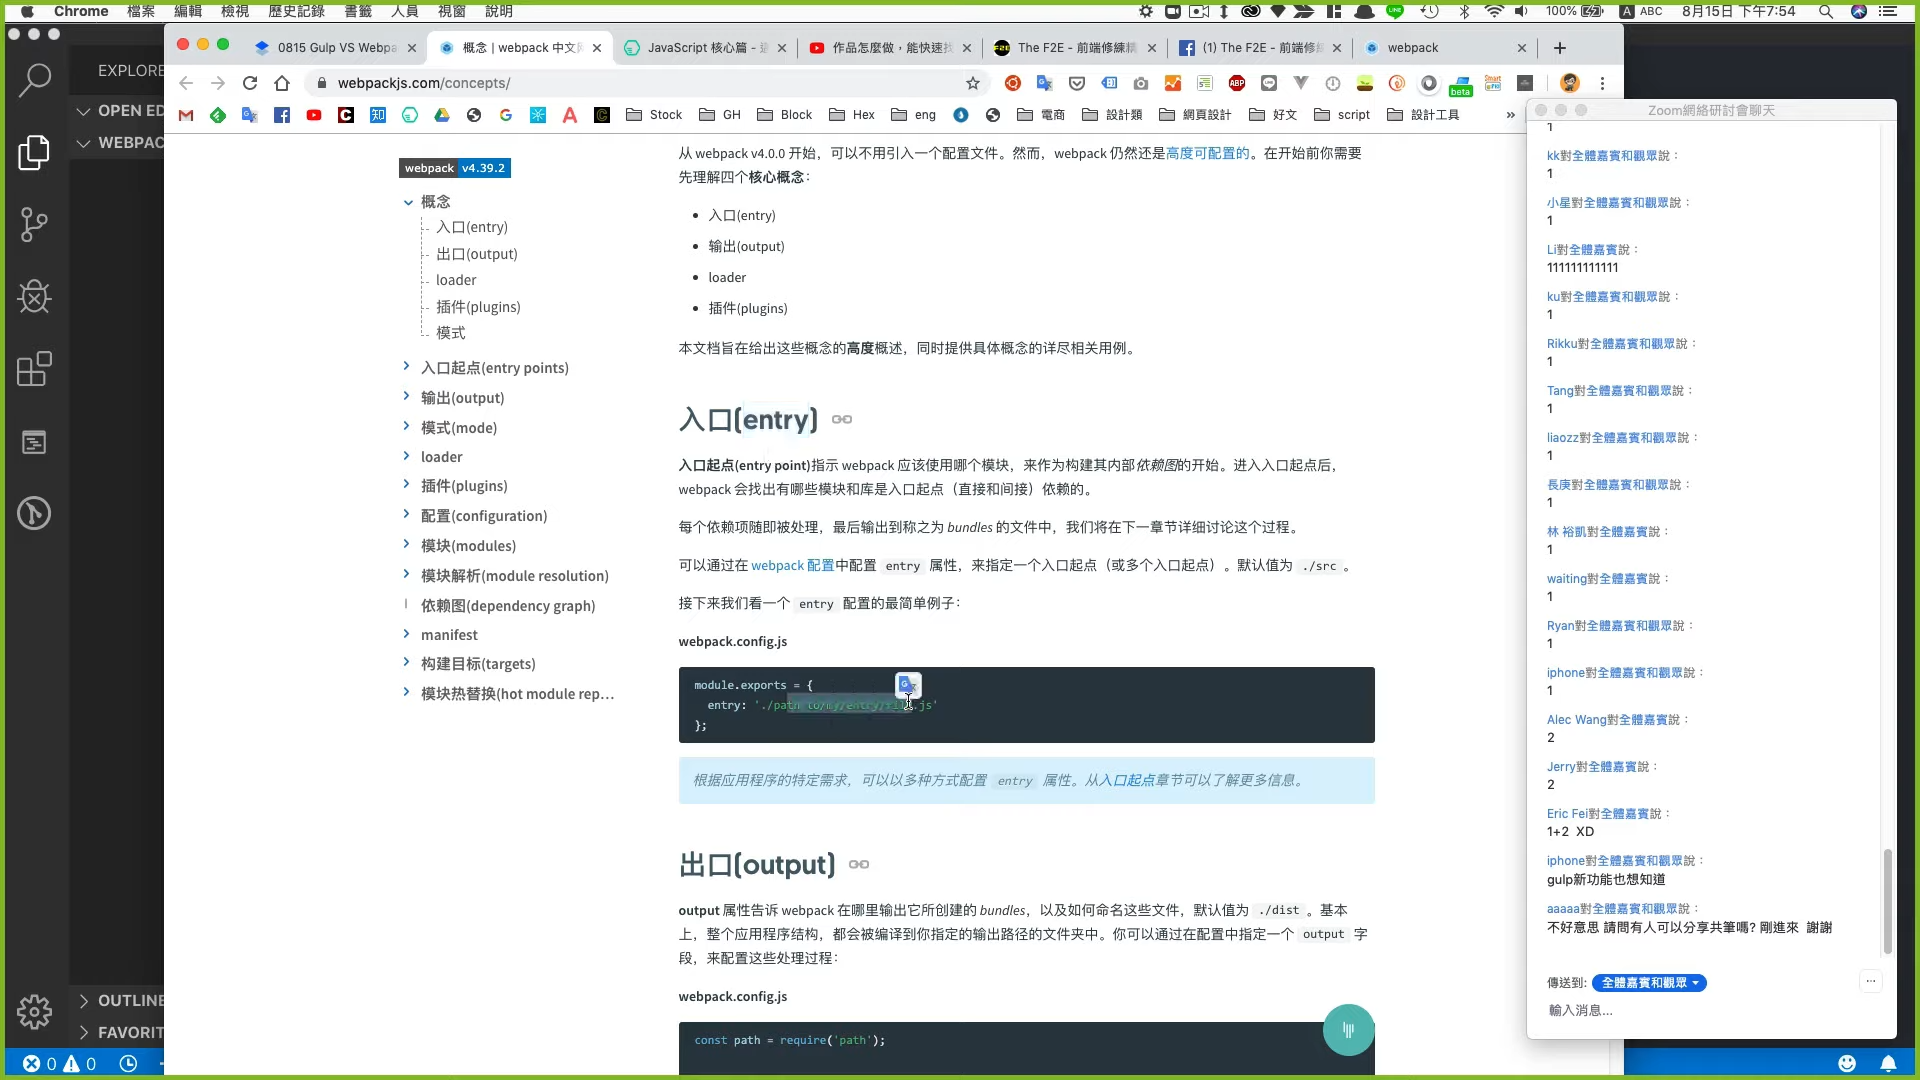 Chrome 檔案 編輯 檢視 歷史記錄 書籤 人員 視窗 說明 100% ABC 8月15日 下午7:54
0815 Gulp VS Webpa 概念 | webpack 中文 JavaScript 核心篇 - 作品怎麼做，能快速找 The F2E - 前端修練精 (1) The F2E - 前端修 webpack
webpackjs.com/concepts/
beta
Stock GH Block Hex eng 電商 設計類 網頁設計 好文 script 設計工具
EXPLORE
OPEN ED
WEBPAC
OUTLINE
FAVORIT
0 0
webpack v4.39.2
概念
入口(entry)
出口(output)
loader
插件(plugins)
模式
入口起点(entry points)
输出(output)
模式(mode)
loader
插件(plugins)
配置(configuration)
模块(modules)
模块解析(module resolution)
依赖图(dependency graph)
manifest
构建目标(targets)
模块热替换(hot module rep...
从 webpack v4.0.0 开始，可以不用引入一个配置文件。然而，webpack 仍然还是高度可配置的。在开始前你需要
先理解四个核心概念：
入口(entry)
输出(output)
loader
插件(plugins)
本文档旨在给出这些概念的高度概述，同时提供具体概念的详尽相关用例。
入口(entry)
入口起点(entry point)指示 webpack 应该使用哪个模块，来作为构建其内部依赖图的开始。进入入口起点后，
webpack 会找出有哪些模块和库是入口起点（直接和间接）依赖的。
每个依赖项随即被处理，最后输出到称之为 bundles 的文件中，我们将在下一章节详细讨论这个过程。
可以通过在 webpack 配置中配置 entry 属性，来指定一个入口起点（或多个入口起点）。默认值为 ./src 。
接下来我们看一个 entry 配置的最简单例子：
webpack.config.js
module.exports = {
entry: './path/to/my/entry/file.js'
};
根据应用程序的特定需求，可以以多种方式配置 entry 属性。从入口起点章节可以了解更多信息。
出口(output)
output 属性告诉 webpack 在哪里输出它所创建的 bundles，以及如何命名这些文件，默认值为 ./dist 。基本
上，整个应用程序结构，都会被编译到你指定的输出路径的文件夹中。你可以通过在配置中指定一个 output 字
段，来配置这些处理过程：
webpack.config.js
const path = require('path');
Zoom網絡研討會聊天
1
kk對全體嘉賓和觀眾說：
1
小星對全體嘉賓和觀眾說：
1
Li對全體嘉賓說：
111111111111
ku對全體嘉賓和觀眾說：
1
Rikku對全體嘉賓和觀眾說：
1
Tang對全體嘉賓和觀眾說：
1
liaozz對全體嘉賓和觀眾說：
1
長庚對全體嘉賓和觀眾說：
1
林 裕凱對全體嘉賓說：
1
waiting對全體嘉賓說：
1
Ryan對全體嘉賓和觀眾說：
1
iphone對全體嘉賓和觀眾說：
1
Alec Wang對全體嘉賓說：
2
Jerry對全體嘉賓說：
2
Eric Fei對全體嘉賓說：
1+2 XD
iphone對全體嘉賓和觀眾說：
gulp新功能也想知道
aaaaa對全體嘉賓和觀眾說：
不好意思 請問有人可以分享共筆嗎? 剛進來 謝謝
傳送到: 全體嘉賓和觀眾
輸入消息...